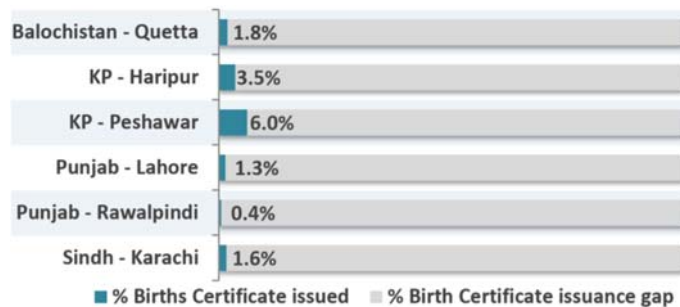 Balochistan - Quetta 1.8%
KP - Haripur 3.5%
KP - Peshawar 6.0%
Punjab - Lahore 1.3%
Punjab - Rawalpindi 0.4%
Sindh - Karachi 1.6%
% Births Certificate issued % Birth Certificate issuance gap